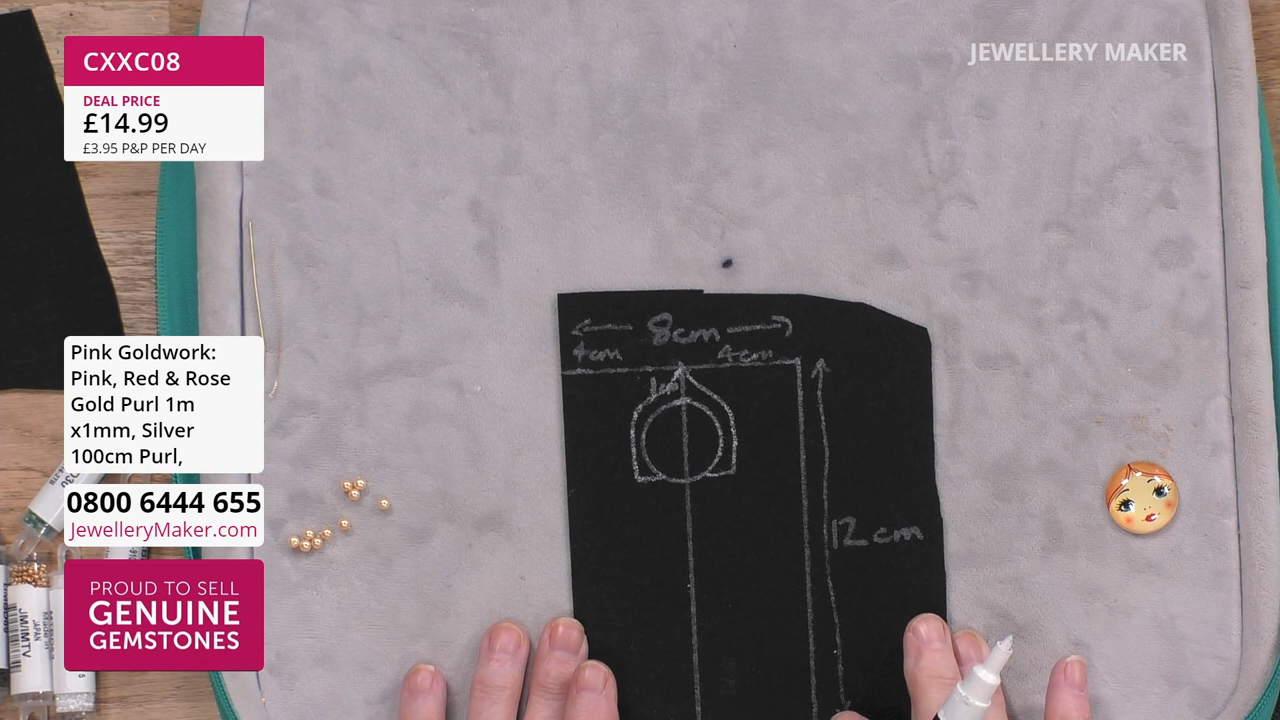 CXXC08
DEAL PRICE
£14.99
£3.95 P&P PER DAY
JEWELLERY MAKER
8cm
4cm 4cm
1cm
12cm
Pink Goldwork:
Pink, Red & Rose
Gold Purl 1m
x1mm, Silver
100cm Purl,
0800 6444 655
JewelleryMaker.com
PROUD TO SELL
GENUINE
GEMSTONES
JAPAN